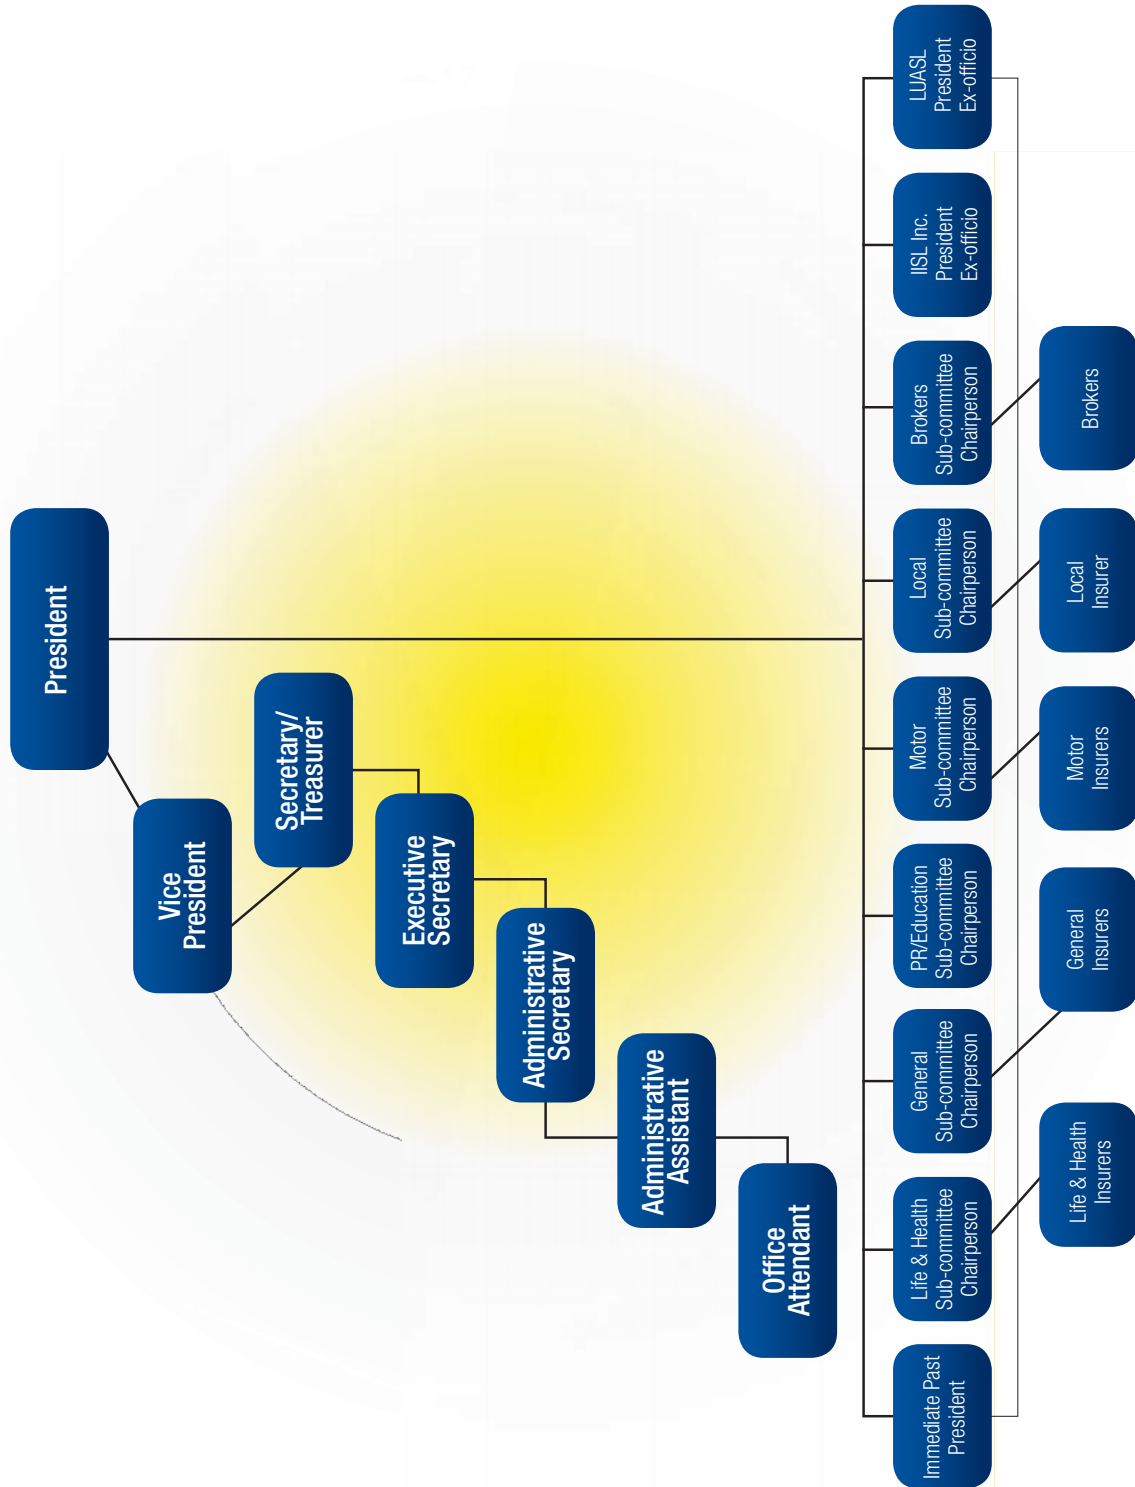 President
Vice
President
Secretary/
Treasurer
Executive
Secretary
Administrative
Secretary
Administrative
Assistant
Office
Attendant
Immediate Past
President
Life & Health
Sub-committee
Chairperson
General
Sub-committee
Chairperson
PR/Education
Sub-committee
Chairperson
Motor
Sub-committee
Chairperson
Local
Sub-committee
Chairperson
Brokers
Sub-committee
Chairperson
IISL Inc.
President
Ex-officio
LUASL
President
Ex-officio
Life & Health
Insurers
General
Insurers
Motor
Insurers
Local
Insurer
Brokers